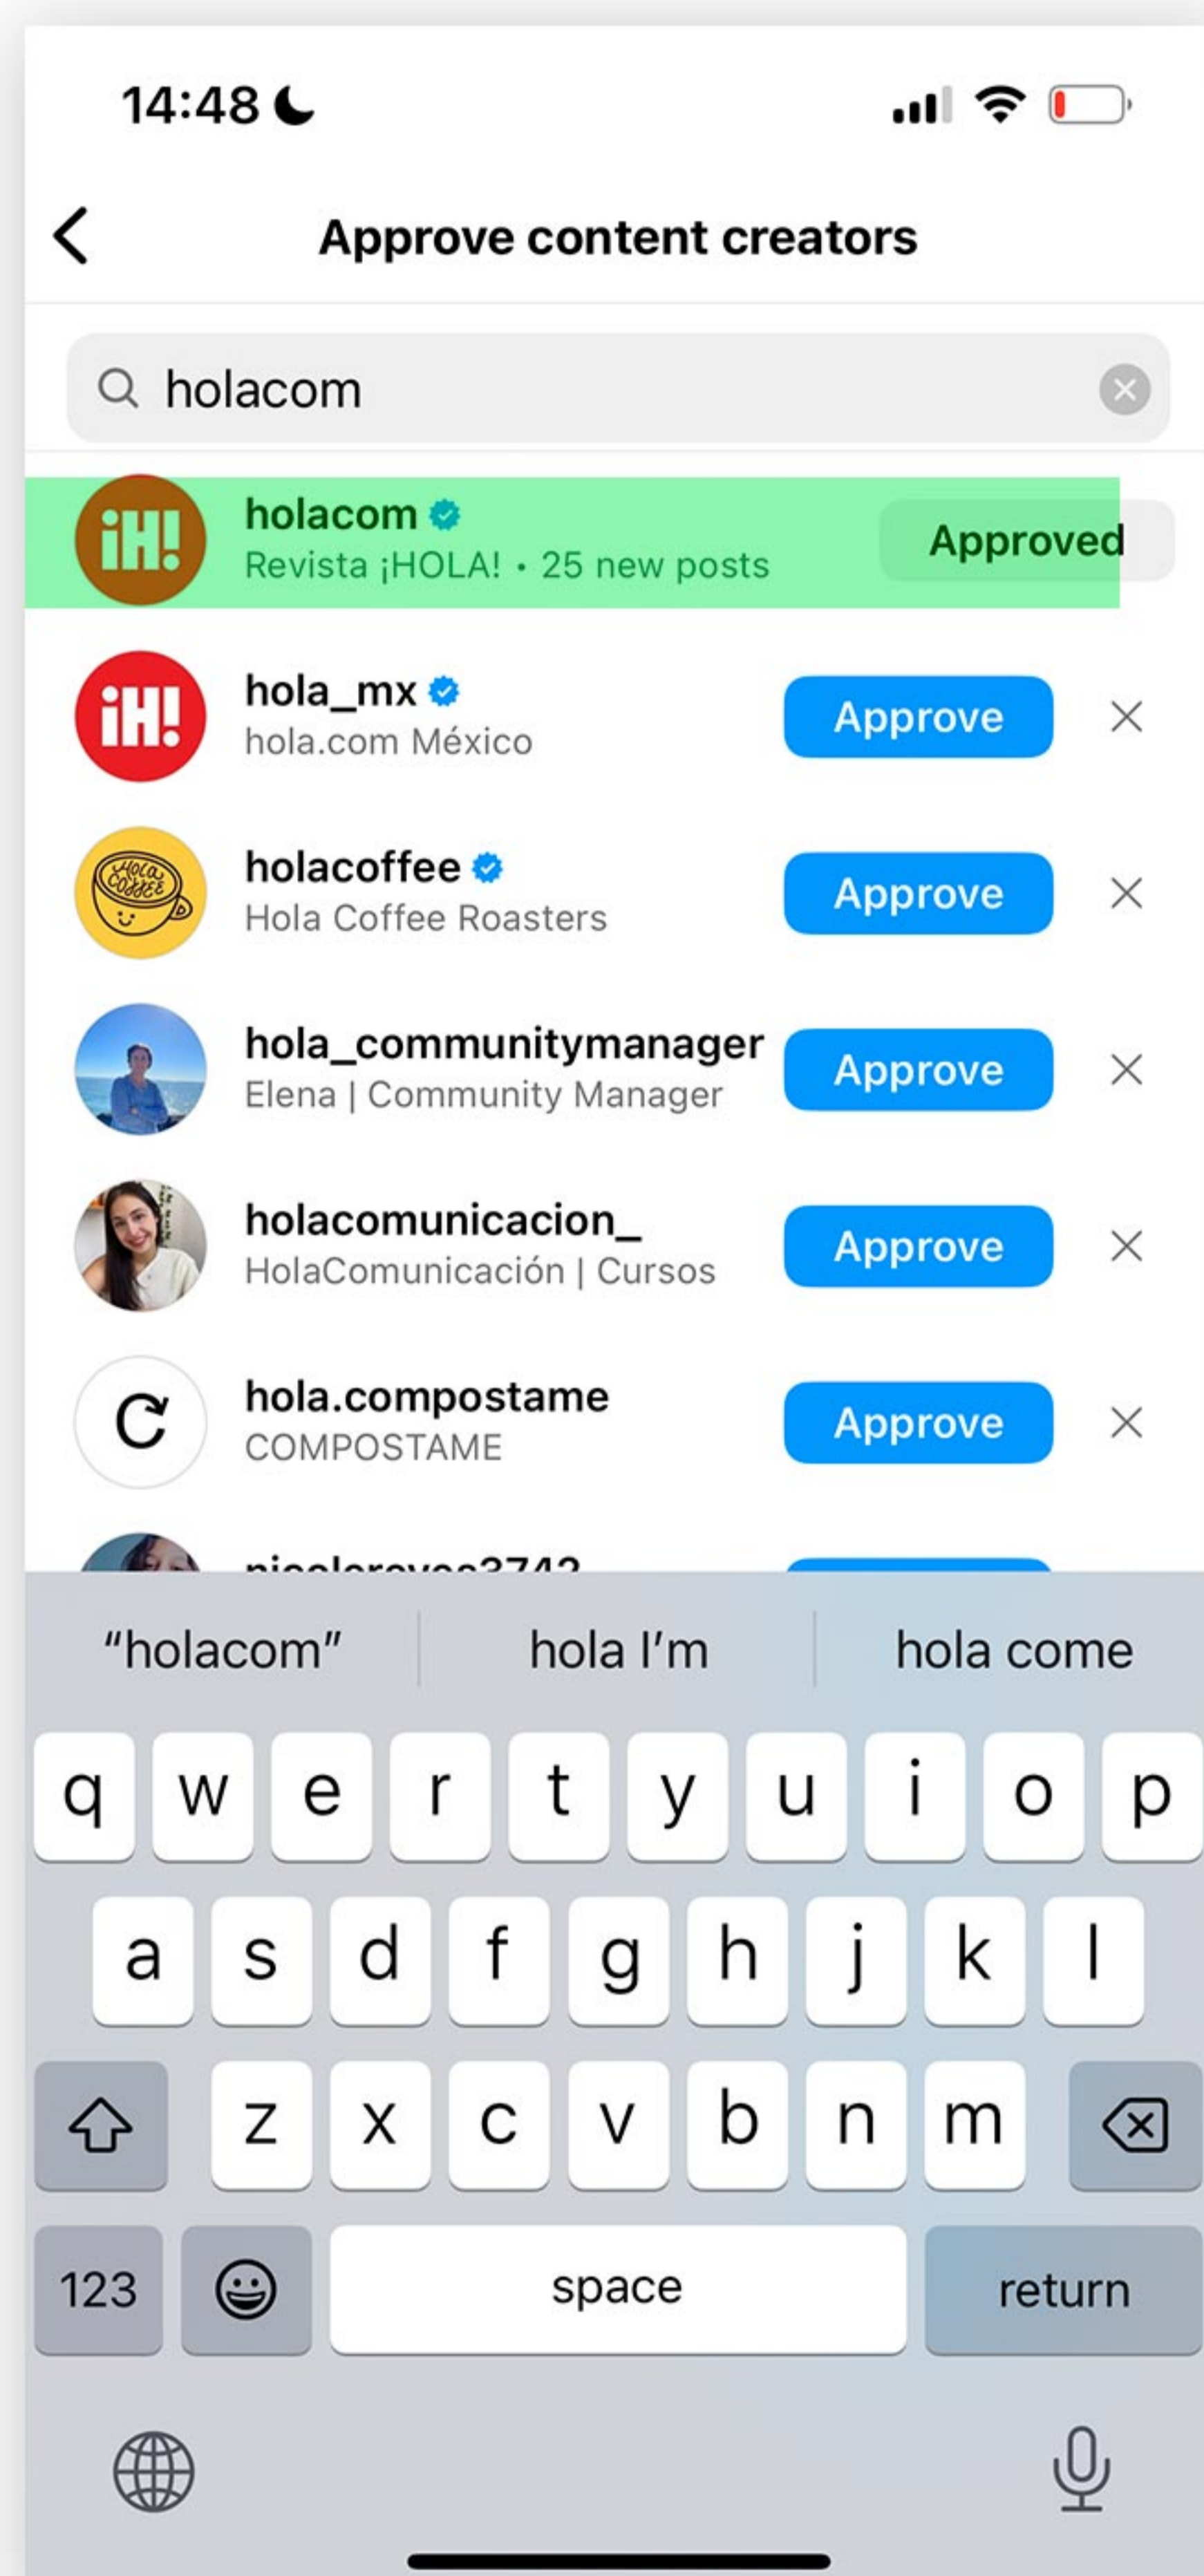 14:48
Approve content creators
holacom
¡H!
holacom
Revista ¡HOLA! • 25 new posts
Approved
¡H!
hola_mx
hola.com México
Approve
HOLA COFFEE
holacoffee
Hola Coffee Roasters
Approve
hola_communitymanager
Elena | Community Manager
Approve
holacomunicacion_
HolaComunicación | Cursos
Approve
C
hola.compostame
COMPOSTAME
Approve
“holacom” hola I’m hola come
q w e r t y u i o p
a s d f g h j k l
z x c v b n m
123 space return